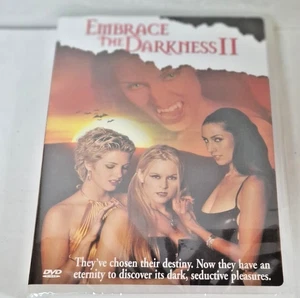 EMBRACE
THE DARKNESS II
They've chosen their destiny. Now they have an
eternity to discover its dark, seductive pleasures.
DVD